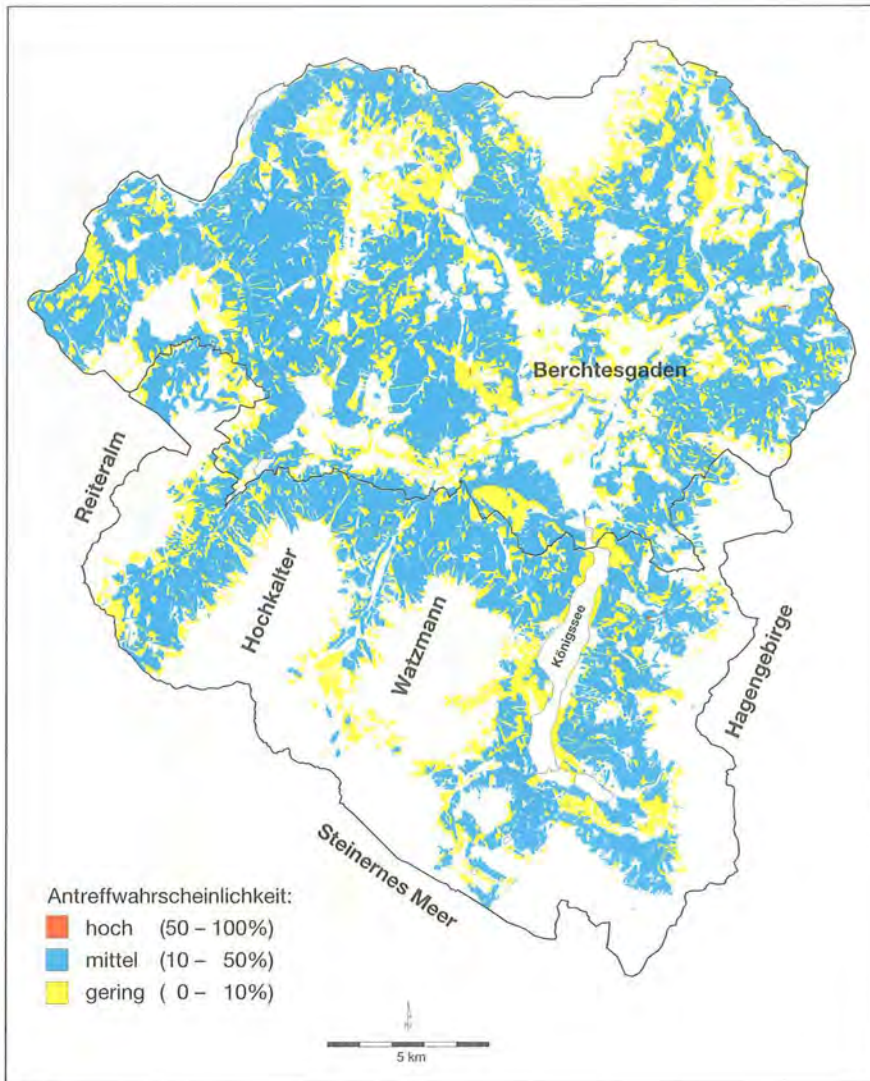 Berchtesgaden
Reiteralm
Hochkalter
Watzmann
Königssee
Hagengebirge
Steinernes Meer
Antreffwahrscheinlichkeit:
hoch (50 – 100%)
mittel (10 – 50%)
gering ( 0 – 10%)
5 km